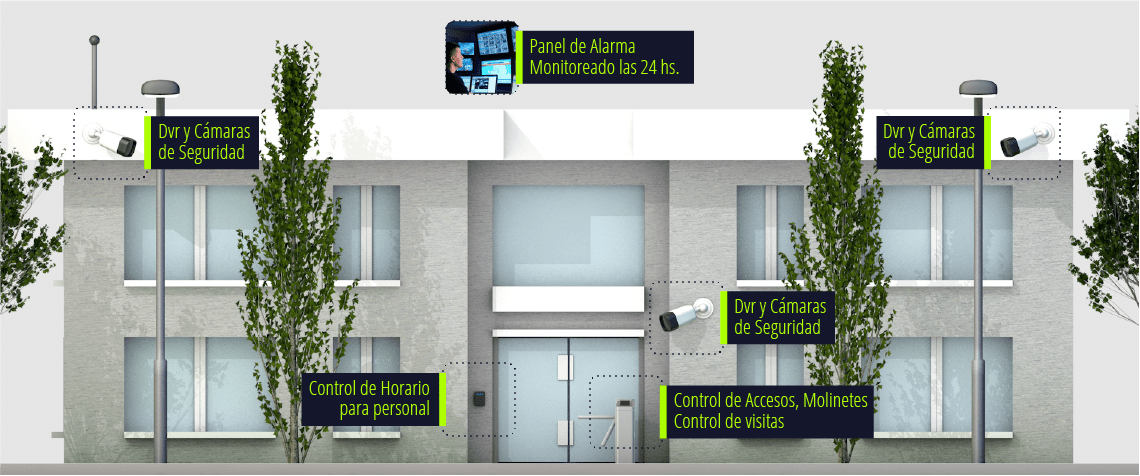 Panel de Alarma
Monitoreado las 24 hs.
Dvr y Cámaras
de Seguridad
Dvr y Cámaras
de Seguridad
Dvr y Cámaras
de Seguridad
Control de Horario
para personal
Control de Accesos, Molinetes
Control de visitas